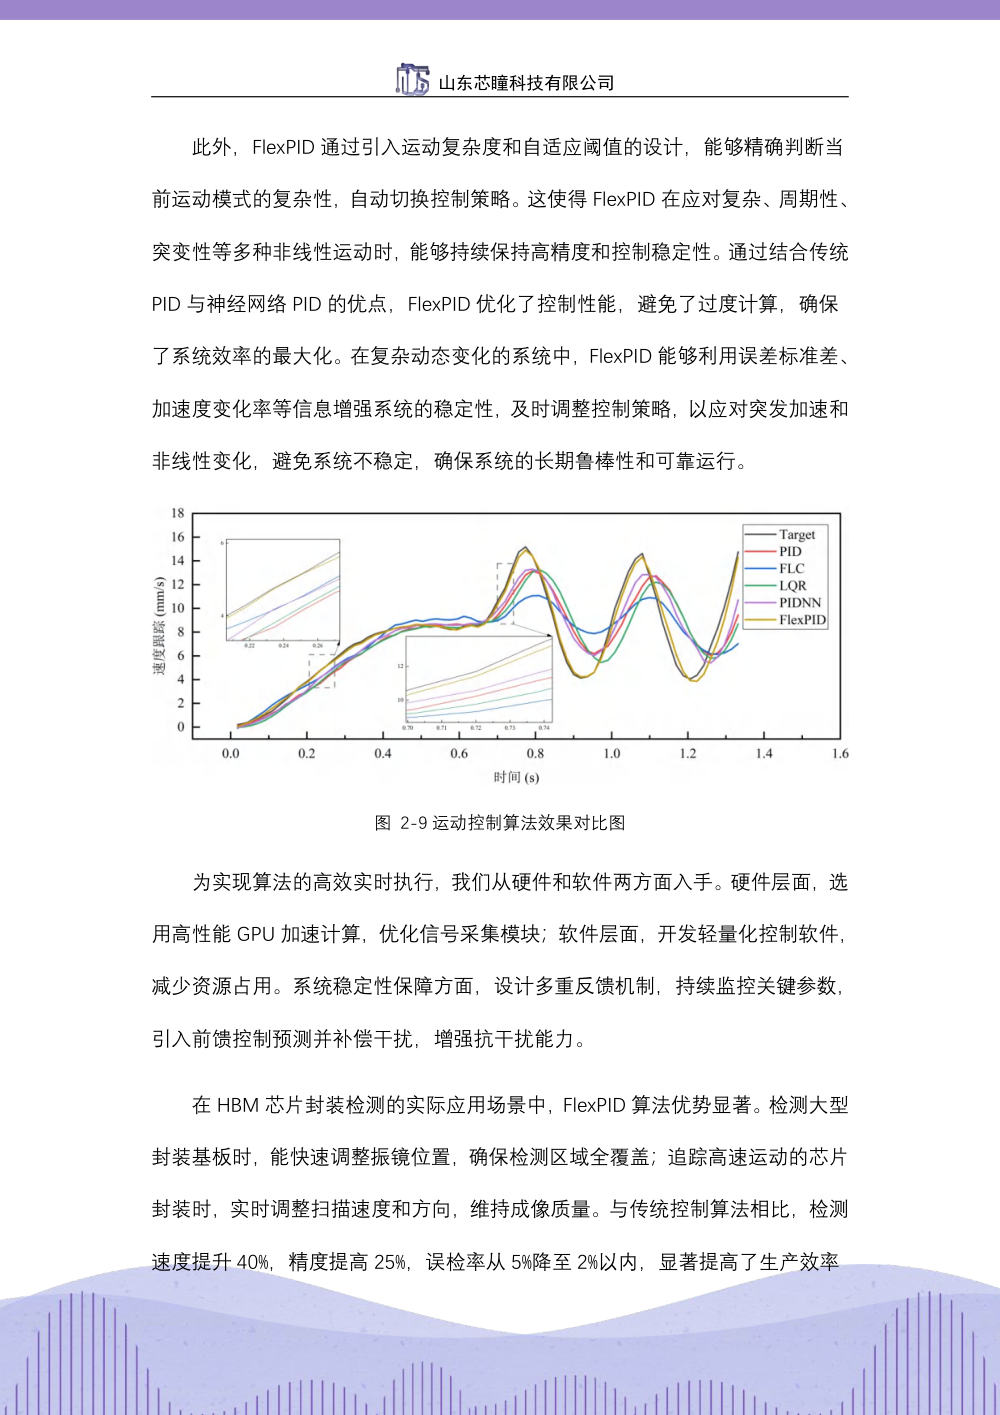 山东芯瞳科技有限公司
此外，FlexPID 通过引入运动复杂度和自适应阈值的设计，能够精确判断当
前运动模式的复杂性，自动切换控制策略。这使得 FlexPID 在应对复杂、周期性、
突变性等多种非线性运动时，能够持续保持高精度和控制稳定性。通过结合传统
PID 与神经网络 PID 的优点，FlexPID 优化了控制性能，避免了过度计算，确保
了系统效率的最大化。在复杂动态变化的系统中，FlexPID 能够利用误差标准差、
加速度变化率等信息增强系统的稳定性，及时调整控制策略，以应对突发加速和
非线性变化，避免系统不稳定，确保系统的长期鲁棒性和可靠运行。
18
16
14
12
10
8
6
4
2
0
速度跟踪 (mm/s)
6
4
0.22 0.24 0.26
12
10
0.70 0.71 0.72 0.73 0.74
Target
PID
FLC
LQR
PIDNN
FlexPID
0.0 0.2 0.4 0.6 0.8 1.0 1.2 1.4 1.6
时间 (s)
图 2-9 运动控制算法效果对比图
为实现算法的高效实时执行，我们从硬件和软件两方面入手。硬件层面，选
用高性能 GPU 加速计算，优化信号采集模块；软件层面，开发轻量化控制软件，
减少资源占用。系统稳定性保障方面，设计多重反馈机制，持续监控关键参数，
引入前馈控制预测并补偿干扰，增强抗干扰能力。
在 HBM 芯片封装检测的实际应用场景中，FlexPID 算法优势显著。检测大型
封装基板时，能快速调整振镜位置，确保检测区域全覆盖；追踪高速运动的芯片
封装时，实时调整扫描速度和方向，维持成像质量。与传统控制算法相比，检测
速度提升 40%，精度提高 25%，误检率从 5%降至 2%以内，显著提高了生产效率